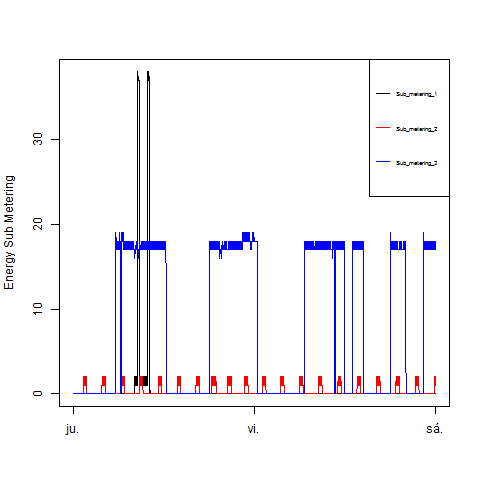 Sub_metering_1
Sub_metering_2
Sub_metering_3
Energy Sub Metering
30
20
10
0
ju.
vi.
sá.